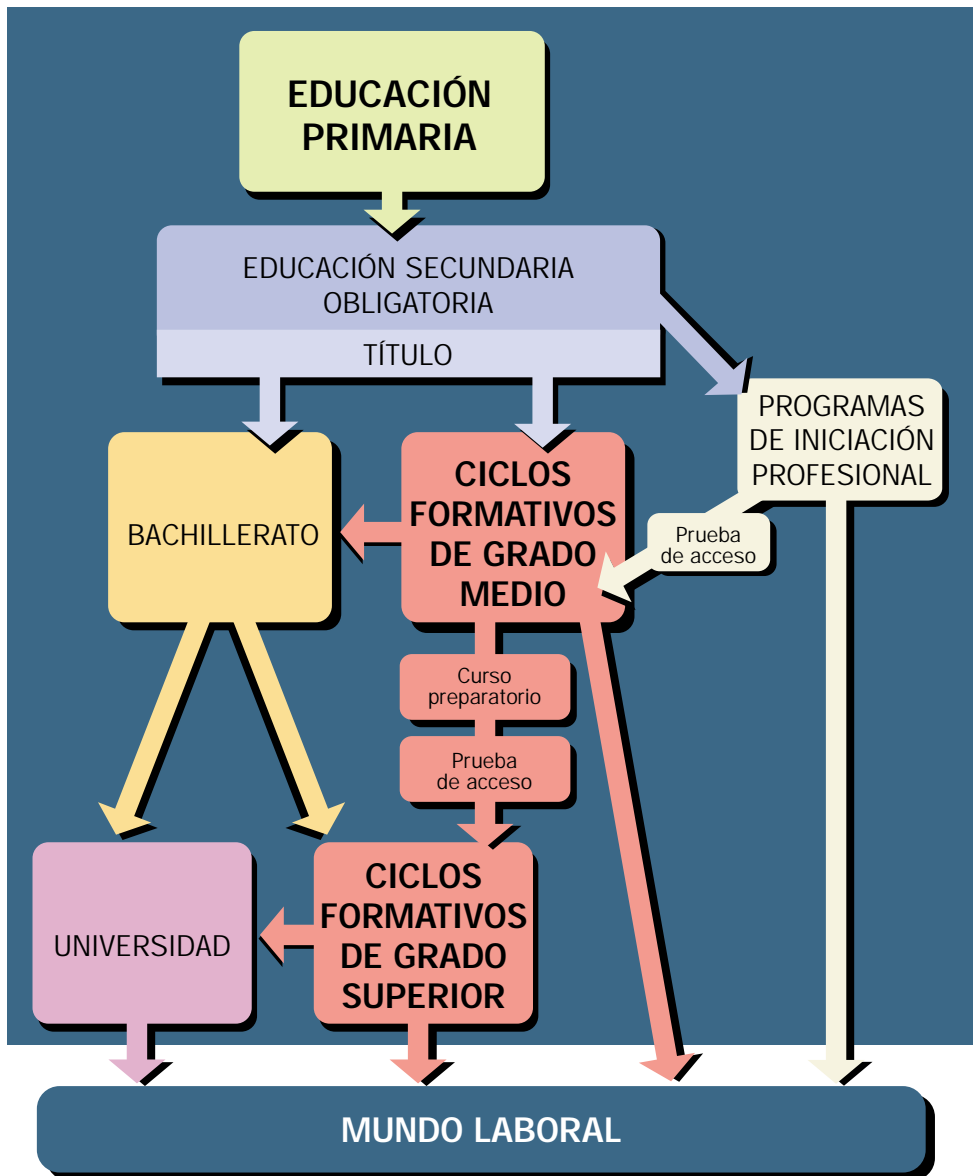 EDUCACIÓN
PRIMARIA
EDUCACIÓN SECUNDARIA
OBLIGATORIA
TÍTULO
PROGRAMAS
DE INICIACIÓN
PROFESIONAL
BACHILLERATO
CICLOS
FORMATIVOS
DE GRADO
MEDIO
Prueba
de acceso
Curso
preparatorio
Prueba
de acceso
UNIVERSIDAD
CICLOS
FORMATIVOS
DE GRADO
SUPERIOR
MUNDO LABORAL